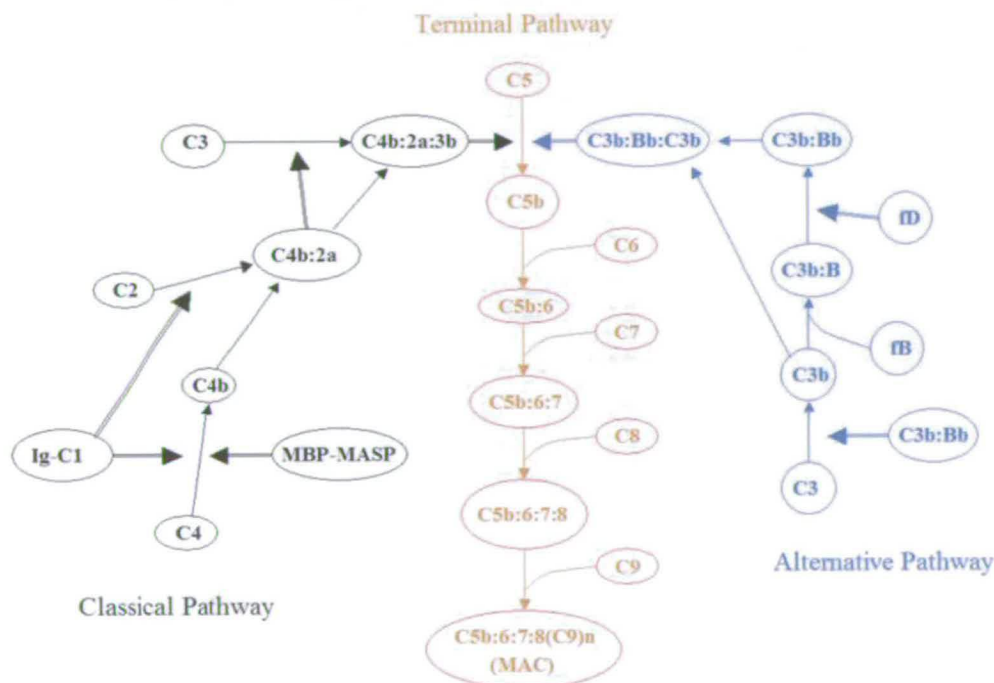 Terminal Pathway
C5
C3
C4b:2a:3b
C3b:Bb:C3b
C3b:Bb
C5b
fD
C4b:2a
C6
C3b:B
C2
C5b:6
C7
fB
C4b
C3b
C5b:6:7
Ig-C1
MBP-MASP
C8
C3b:Bb
C3
C5b:6:7:8
C4
C9
Alternative Pathway
Classical Pathway
C5b:6:7:8(C9)n
(MAC)